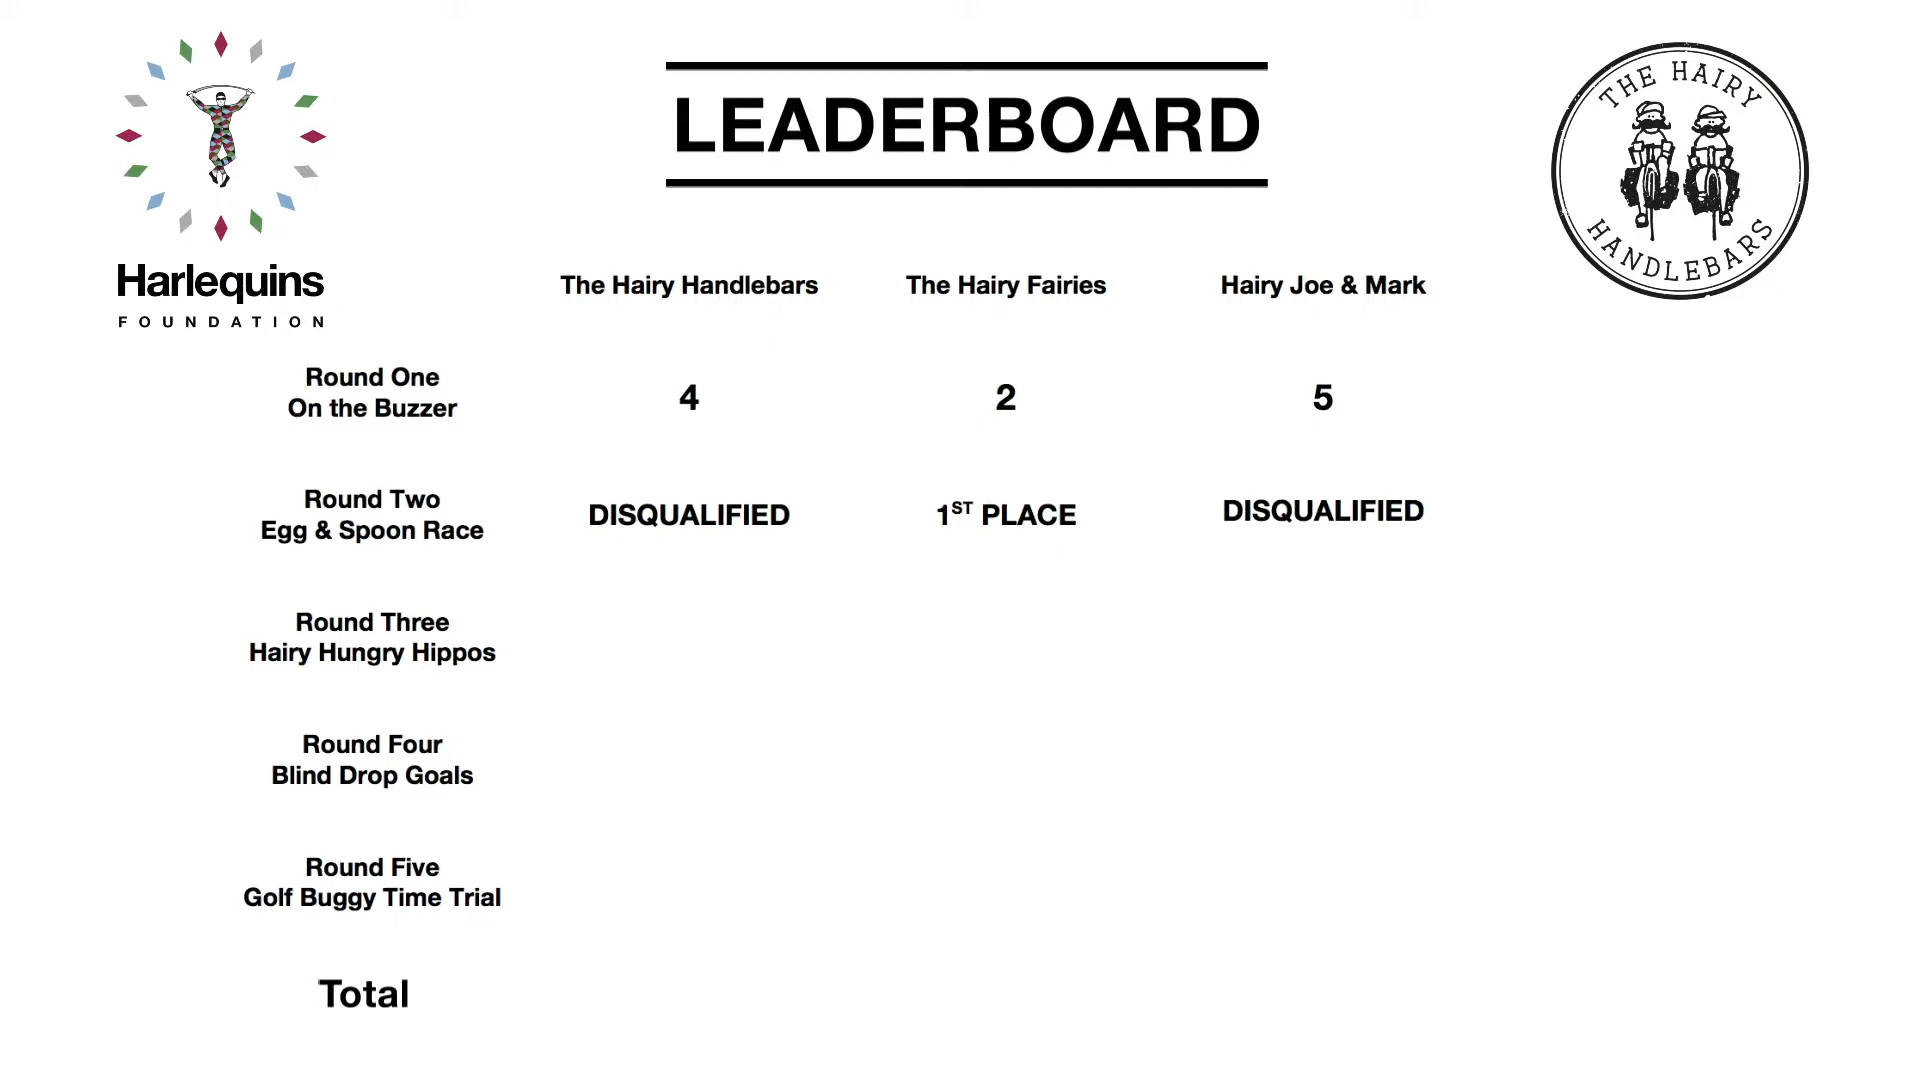 LEADERBOARD
THE HAIRY
HANDLEBARS
Harlequins
FOUNDATION
The Hairy Handlebars The Hairy Fairies Hairy Joe & Mark
Round One
On the Buzzer
4 2 5
Round Two
Egg & Spoon Race
DISQUALIFIED 1ST PLACE DISQUALIFIED
Round Three
Hairy Hungry Hippos
Round Four
Blind Drop Goals
Round Five
Golf Buggy Time Trial
Total